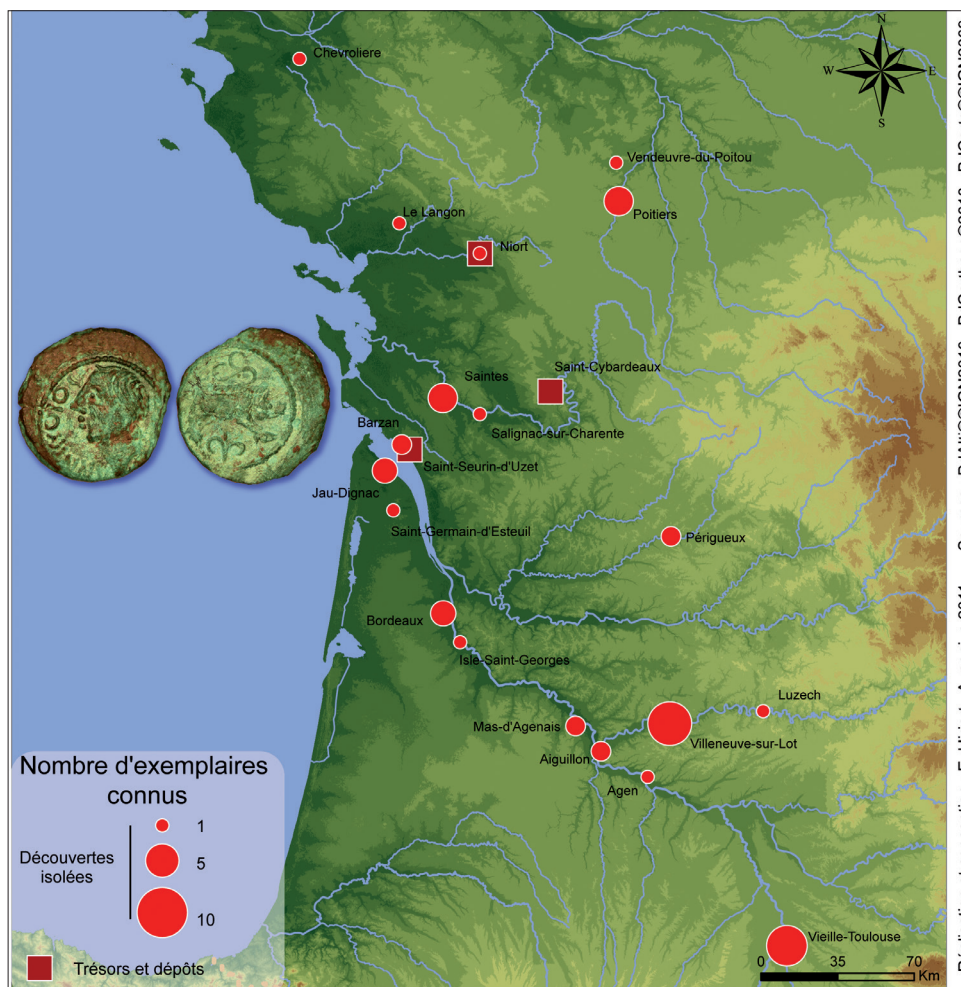 N
W
E
S
Chevroliere
Vendeuvre-du-Poitou
Poitiers
Le Langon
Niort
Saint-Cybardeaux
Saintes
Salignac-sur-Charente
Barzan
Saint-Seurin-d'Uzet
Jau-Dignac
Saint-Germain-d'Esteuil
Périgueux
Bordeaux
Isle-Saint-Georges
Luzech
Mas-d'Agenais
Villeneuve-sur-Lot
Aiguillon
Agen
Vieille-Toulouse
0 35 70
Km
Nombre d'exemplaires
connus
Découvertes
isolées
1
5
10
Trésors et dépôts